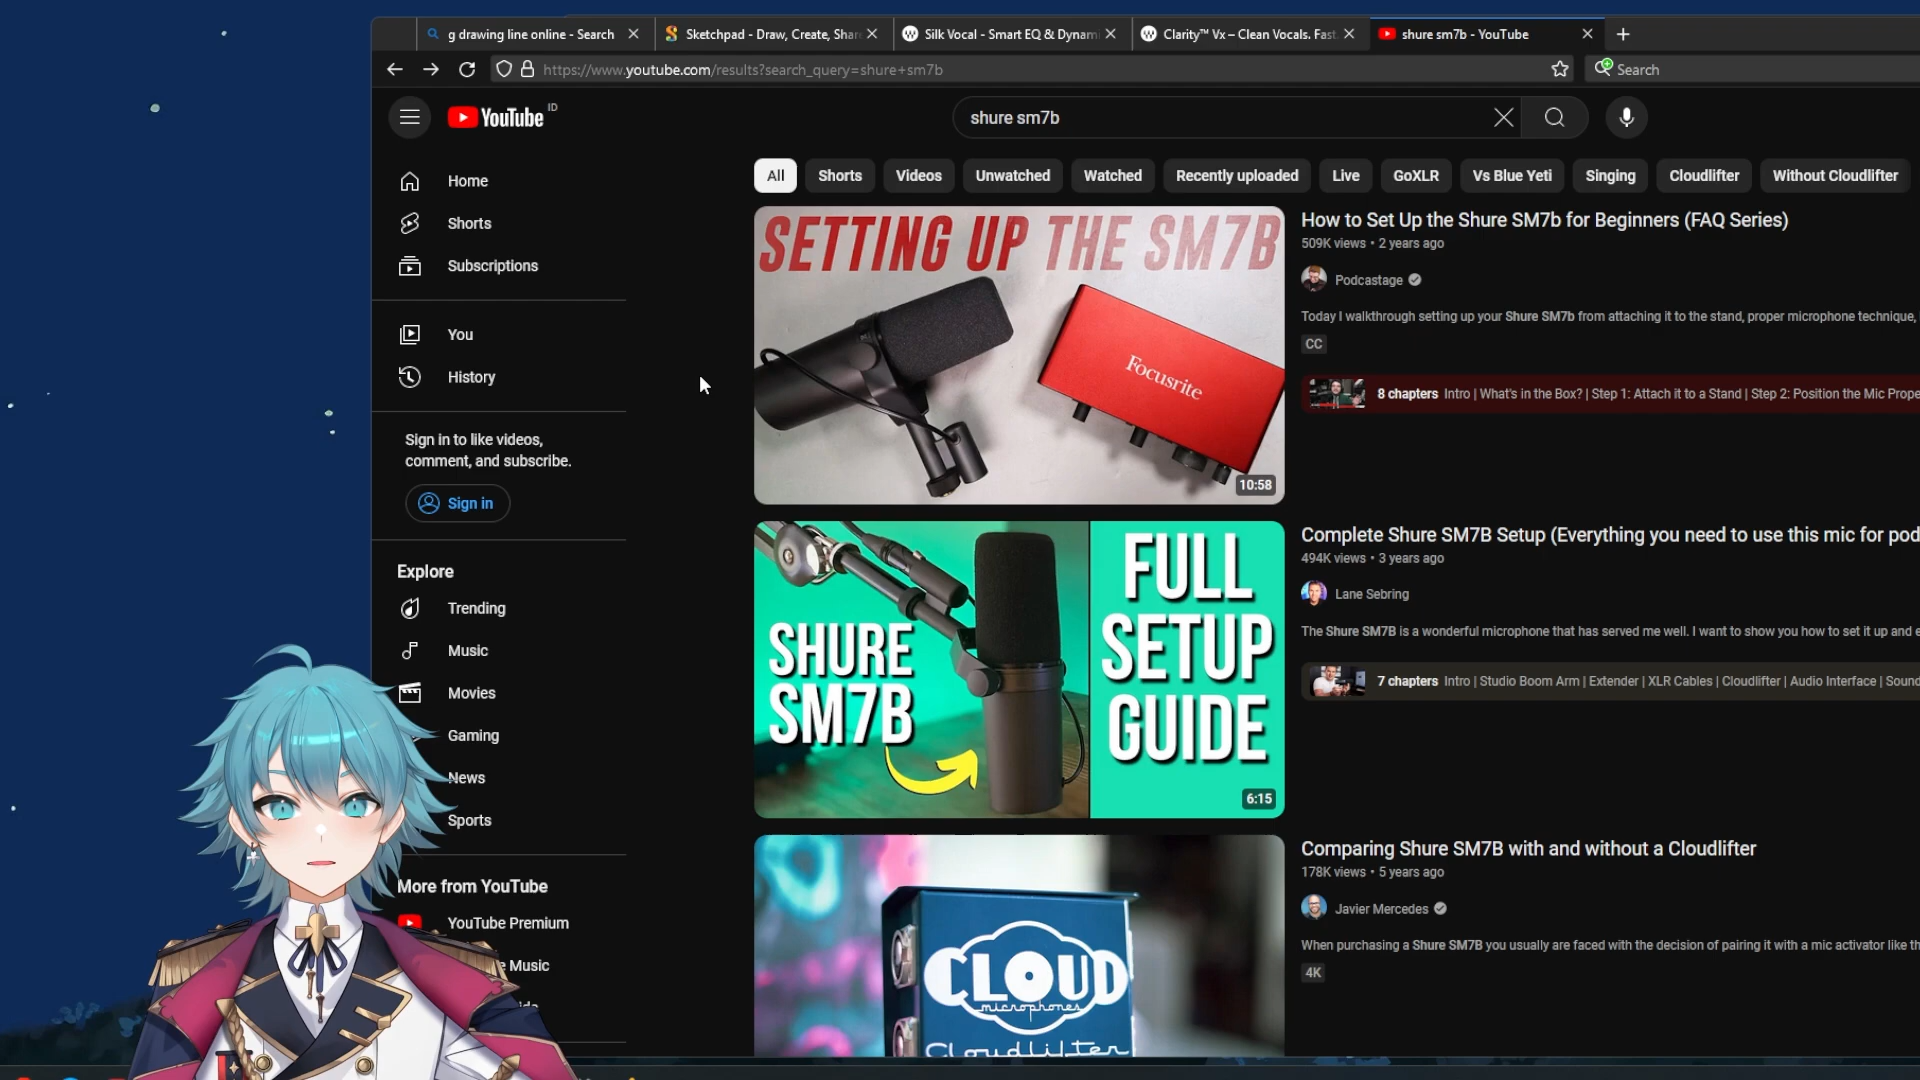 g drawing line online - Search
Sketchpad - Draw, Create, Shar
Silk Vocal - Smart EQ & Dynami
Clarity™ Vx – Clean Vocals. Fast.
shure sm7b - YouTube
https://www.youtube.com/results?search_query=shure+sm7b
Search
YouTube ID
shure sm7b
All
Shorts
Videos
Unwatched
Watched
Recently uploaded
Live
GoXLR
Vs Blue Yeti
Singing
Cloudlifter
Without Cloudlifter
Home
Shorts
Subscriptions
You
History
Sign in to like videos,
comment, and subscribe.
Sign in
Explore
Trending
Music
Movies
Gaming
News
Sports
More from YouTube
YouTube Premium
e Music
SETTING UP THE SM7B
Focusrite
10:58
How to Set Up the Shure SM7b for Beginners (FAQ Series)
509K views • 2 years ago
Podcastage
Today I walkthrough setting up your Shure SM7b from attaching it to the stand, proper microphone technique,
CC
8 chapters Intro | What's in the Box? | Step 1: Attach it to a Stand | Step 2: Position the Mic Prope
SHURE
SM7B
FULL
SETUP
GUIDE
6:15
Complete Shure SM7B Setup (Everything you need to use this mic for pod
494K views • 3 years ago
Lane Sebring
The Shure SM7B is a wonderful microphone that has served me well. I want to show you how to set it up and e
7 chapters Intro | Studio Boom Arm | Extender | XLR Cables | Cloudlifter | Audio Interface | Sound
CLOUD
microphones
Cloudlifter
Comparing Shure SM7B with and without a Cloudlifter
178K views • 5 years ago
Javier Mercedes
When purchasing a Shure SM7B you usually are faced with the decision of pairing it with a mic activator like th
4K